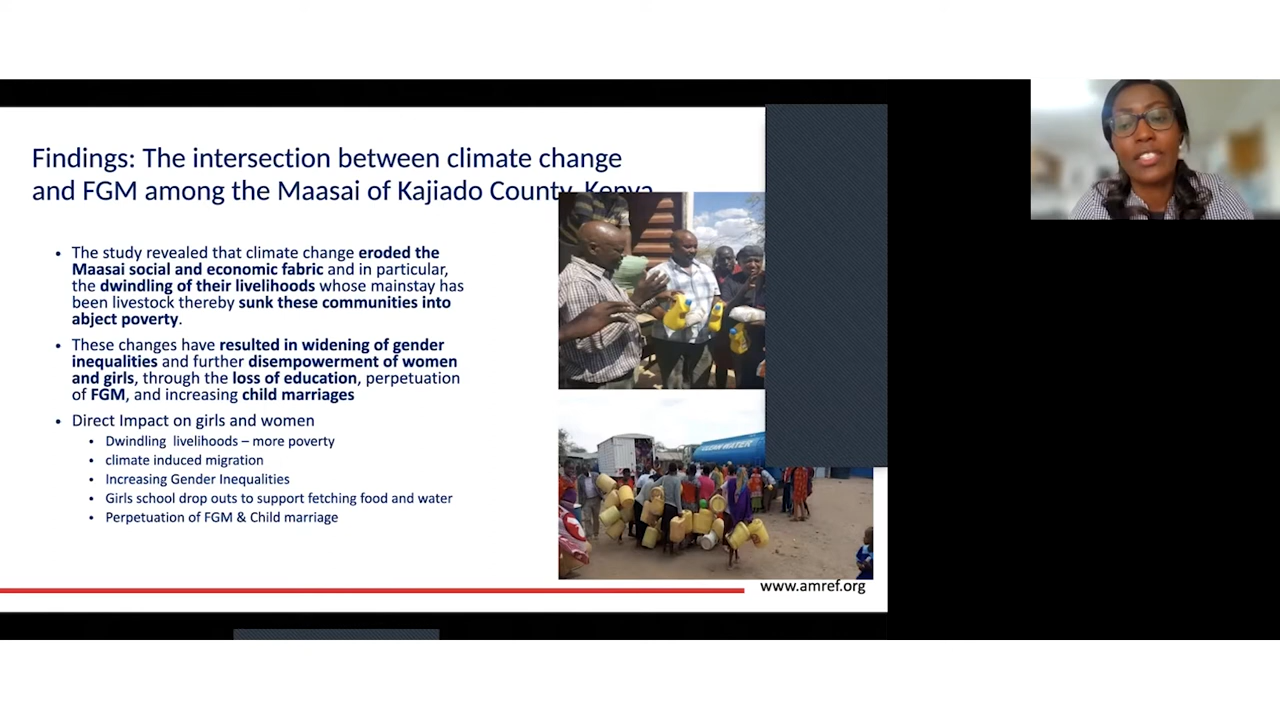 Findings: The intersection between climate change
and FGM among the Maasai of Kajiado County, Kenya
• The study revealed that climate change eroded the
Maasai social and economic fabric and in particular,
the dwindling of their livelihoods whose mainstay has
been livestock thereby sunk these communities into
abject poverty.
• These changes have resulted in widening of gender
inequalities and further disempowerment of women
and girls, through the loss of education, perpetuation
of FGM, and increasing child marriages
• Direct Impact on girls and women
• Dwindling livelihoods – more poverty
• climate induced migration
• Increasing Gender Inequalities
• Girls school drop outs to support fetching food and water
• Perpetuation of FGM & Child marriage
CLEAN WATER
www.amref.org